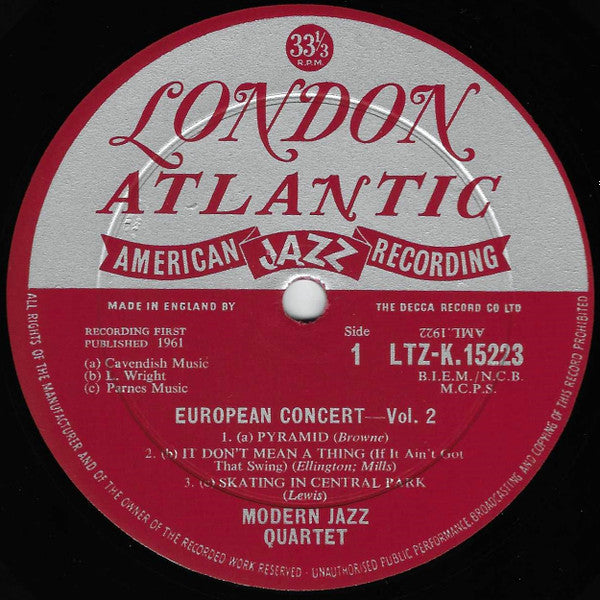 33⅓
R.P.M.
LONDON
ATLANTIC
AMERICAN JAZZ RECORDING
MADE IN ENGLAND BY THE DECCA RECORD CO LTD
RECORDING FIRST
PUBLISHED 1961
(a) Cavendish Music
(b) L. Wright
(c) Parnes Music
Side
1
AML.1922
LTZ-K.15223
B.I.E.M./N.C.B.
M.C.P.S.
EUROPEAN CONCERT—Vol. 2
1. (a) PYRAMID (Browne)
2. (b) IT DON'T MEAN A THING (If It Ain't Got
That Swing) (Ellington; Mills)
3. (c) SKATING IN CENTRAL PARK
(Lewis)
MODERN JAZZ
QUARTET
ALL RIGHTS OF THE MANUFACTURER AND OF THE OWNER OF THE RECORDED WORK RESERVED - UNAUTHORISED PUBLIC PERFORMANCE, BROADCASTING AND COPYING OF THIS RECORD PROHIBITED